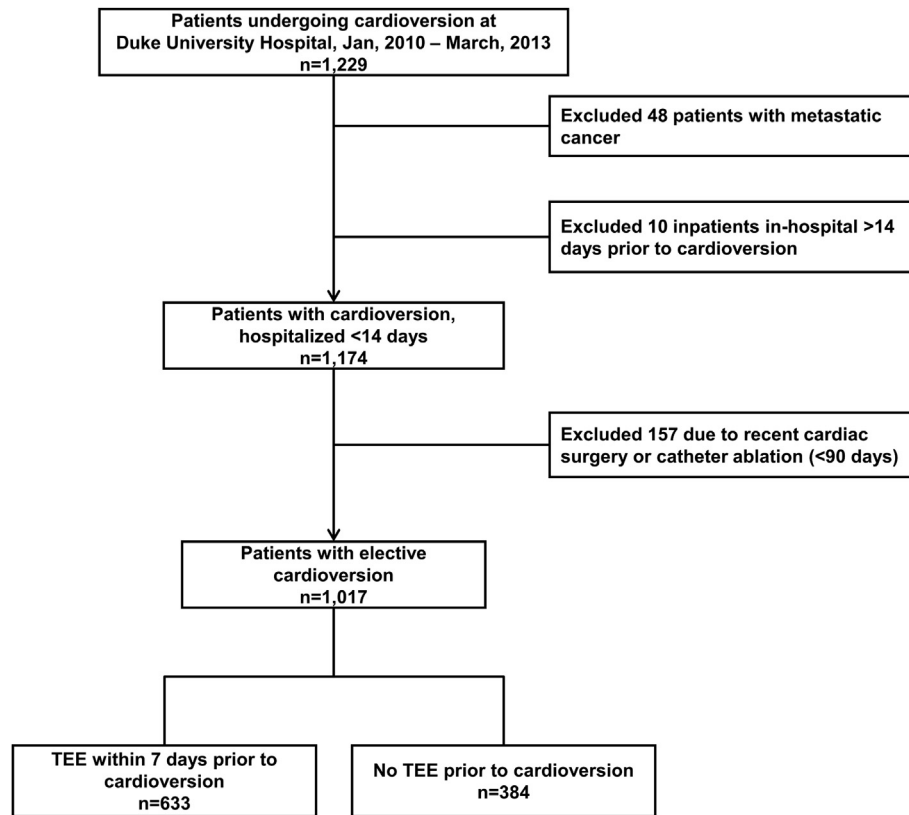 Patients undergoing cardioversion at
Duke University Hospital, Jan, 2010 – March, 2013
n=1,229
Excluded 48 patients with metastatic
cancer
Excluded 10 inpatients in-hospital >14
days prior to cardioversion
Patients with cardioversion,
hospitalized <14 days
n=1,174
Excluded 157 due to recent cardiac
surgery or catheter ablation (<90 days)
Patients with elective
cardioversion
n=1,017
TEE within 7 days prior to
cardioversion
n=633
No TEE prior to cardioversion
n=384